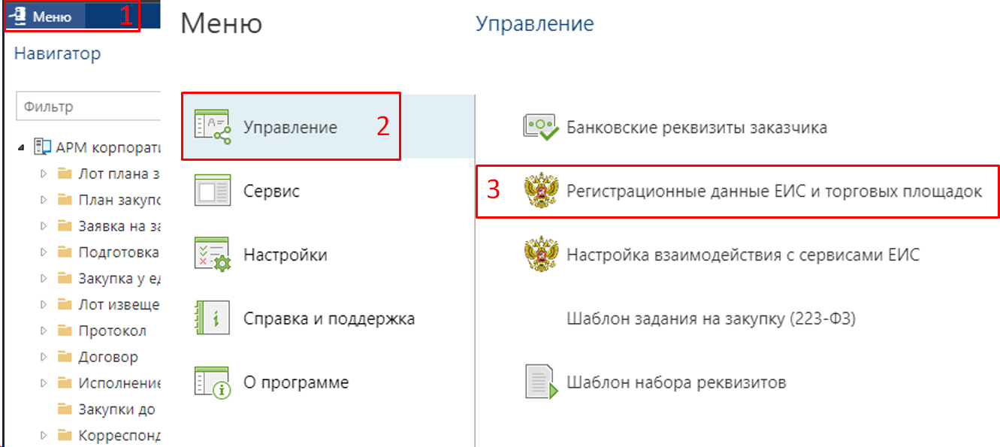 Меню 1
Навигатор
Фильтр
АРМ корпорати
Лот плана з
План закупо
Заявка на за
Подготовка
Закупка у ед
Лот извеще
Протокол
Договор
Исполнение
Закупки до
Корреспонд
Меню
Управление 2
Сервис
Настройки
Справка и поддержка
О программе
Управление
Банковские реквизиты заказчика
3 Регистрационные данные ЕИС и торговых площадок
Настройка взаимодействия с сервисами ЕИС
Шаблон задания на закупку (223-ФЗ)
Шаблон набора реквизитов